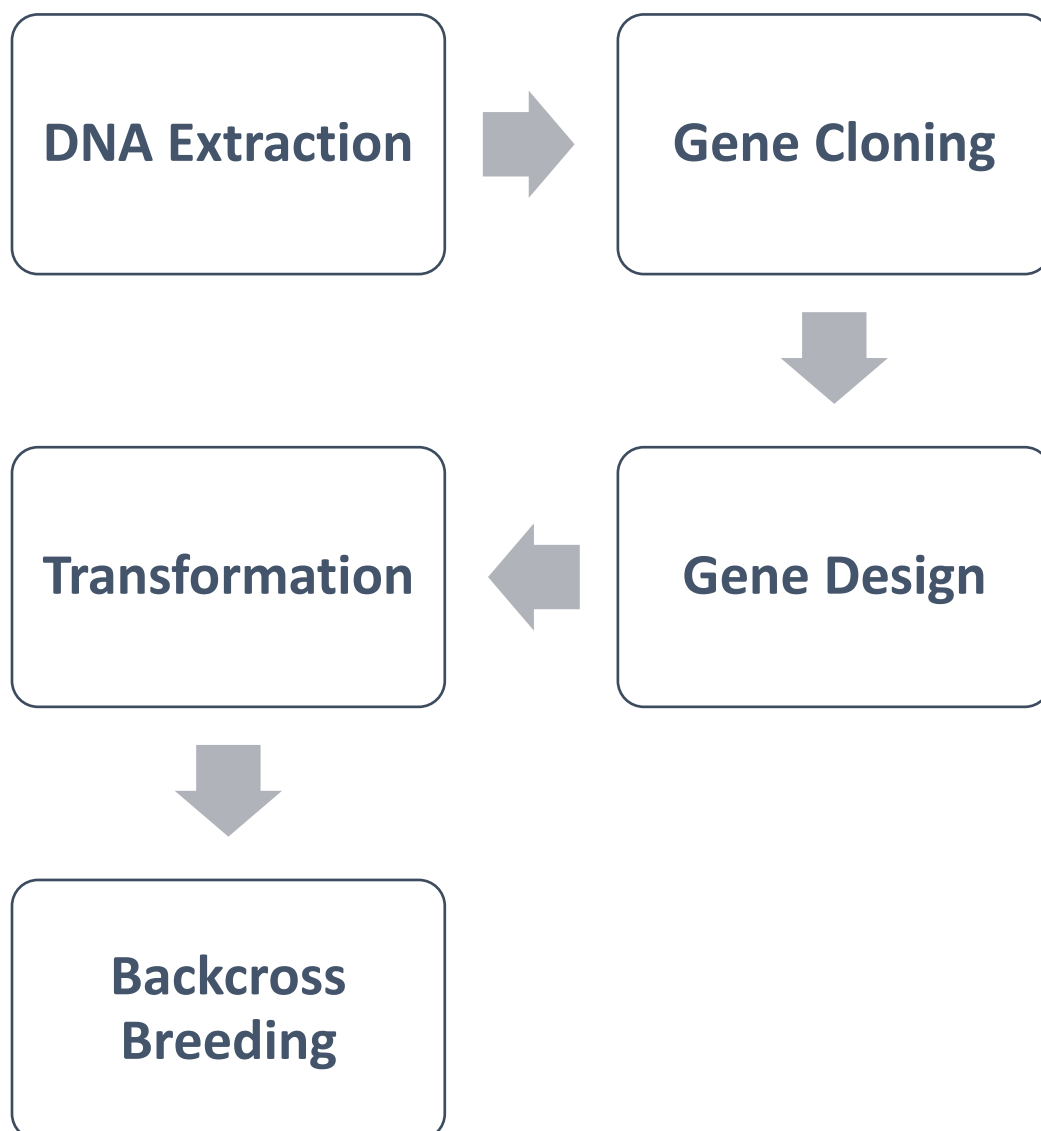 DNA Extraction
Gene Cloning
Gene Design
Transformation
Backcross
Breeding